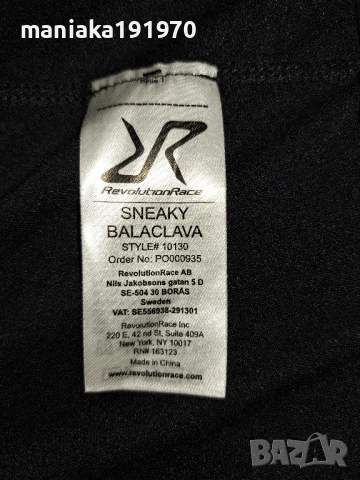 maniaka191970
RevolutionRace
SNEAKY
BALACLAVA
STYLE# 10130
Order No: PO000935
RevolutionRace AB
Nils Jakobsons gatan 5 D
SE-504 30 BORÅS
Sweden
VAT: SE556938-291301
RevolutionRace Inc
220 E, 42 nd St, Suite 409A
New York, NY 10017
RN# 163123
Made in China
www.revolutionrace.com
BAZAR